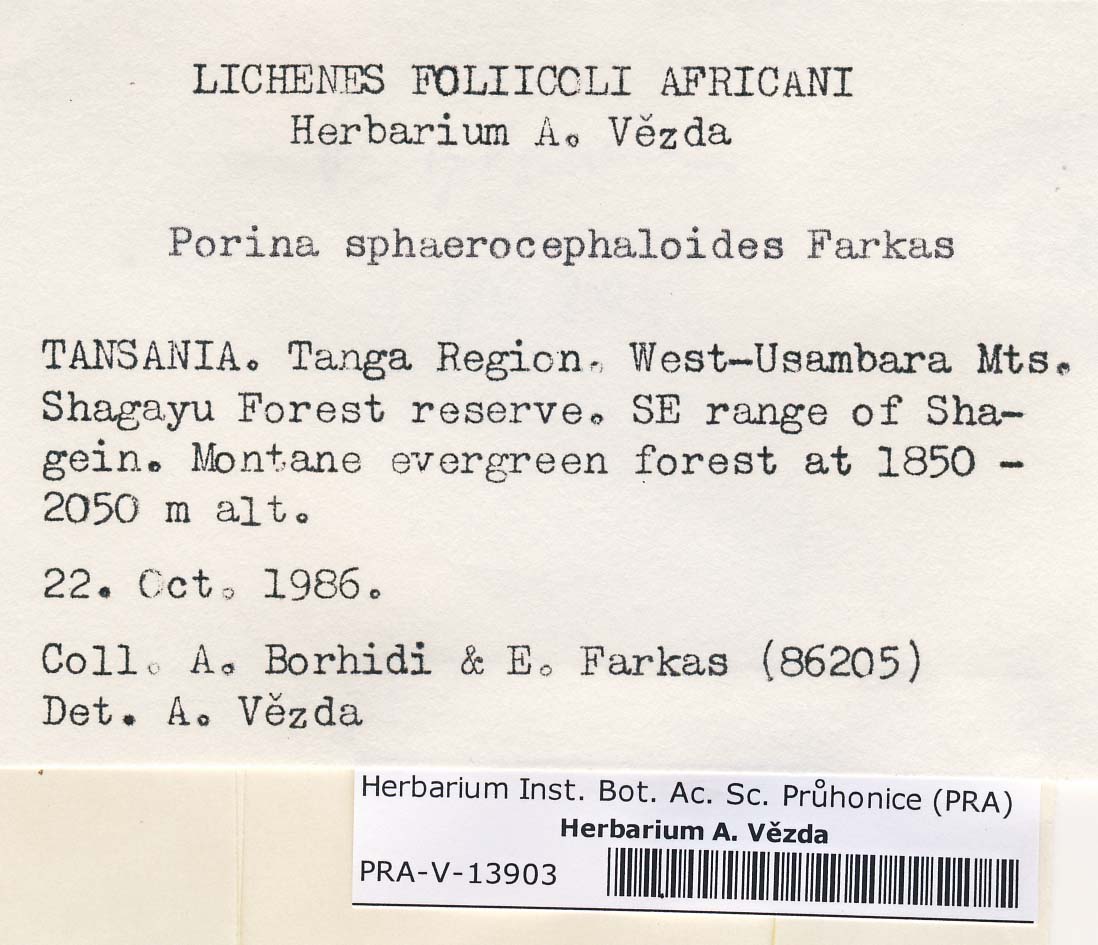 LICHENES FOLIICOLI AFRICANI
Herbarium A. Vězda
Porina sphaerocephaloides Farkas
TANSANIA. Tanga Region. West-Usambara Mts.
Shagayu Forest reserve. SE range of Sha-
gein. Montane evergreen forest at 1850 -
2050 m alt.
22. Oct. 1986.
Coll. A. Borhidi & E. Farkas (86205)
Det. A. Vězda
Herbarium Inst. Bot. Ac. Sc. Průhonice (PRA)
Herbarium A. Vězda
PRA-V-13903